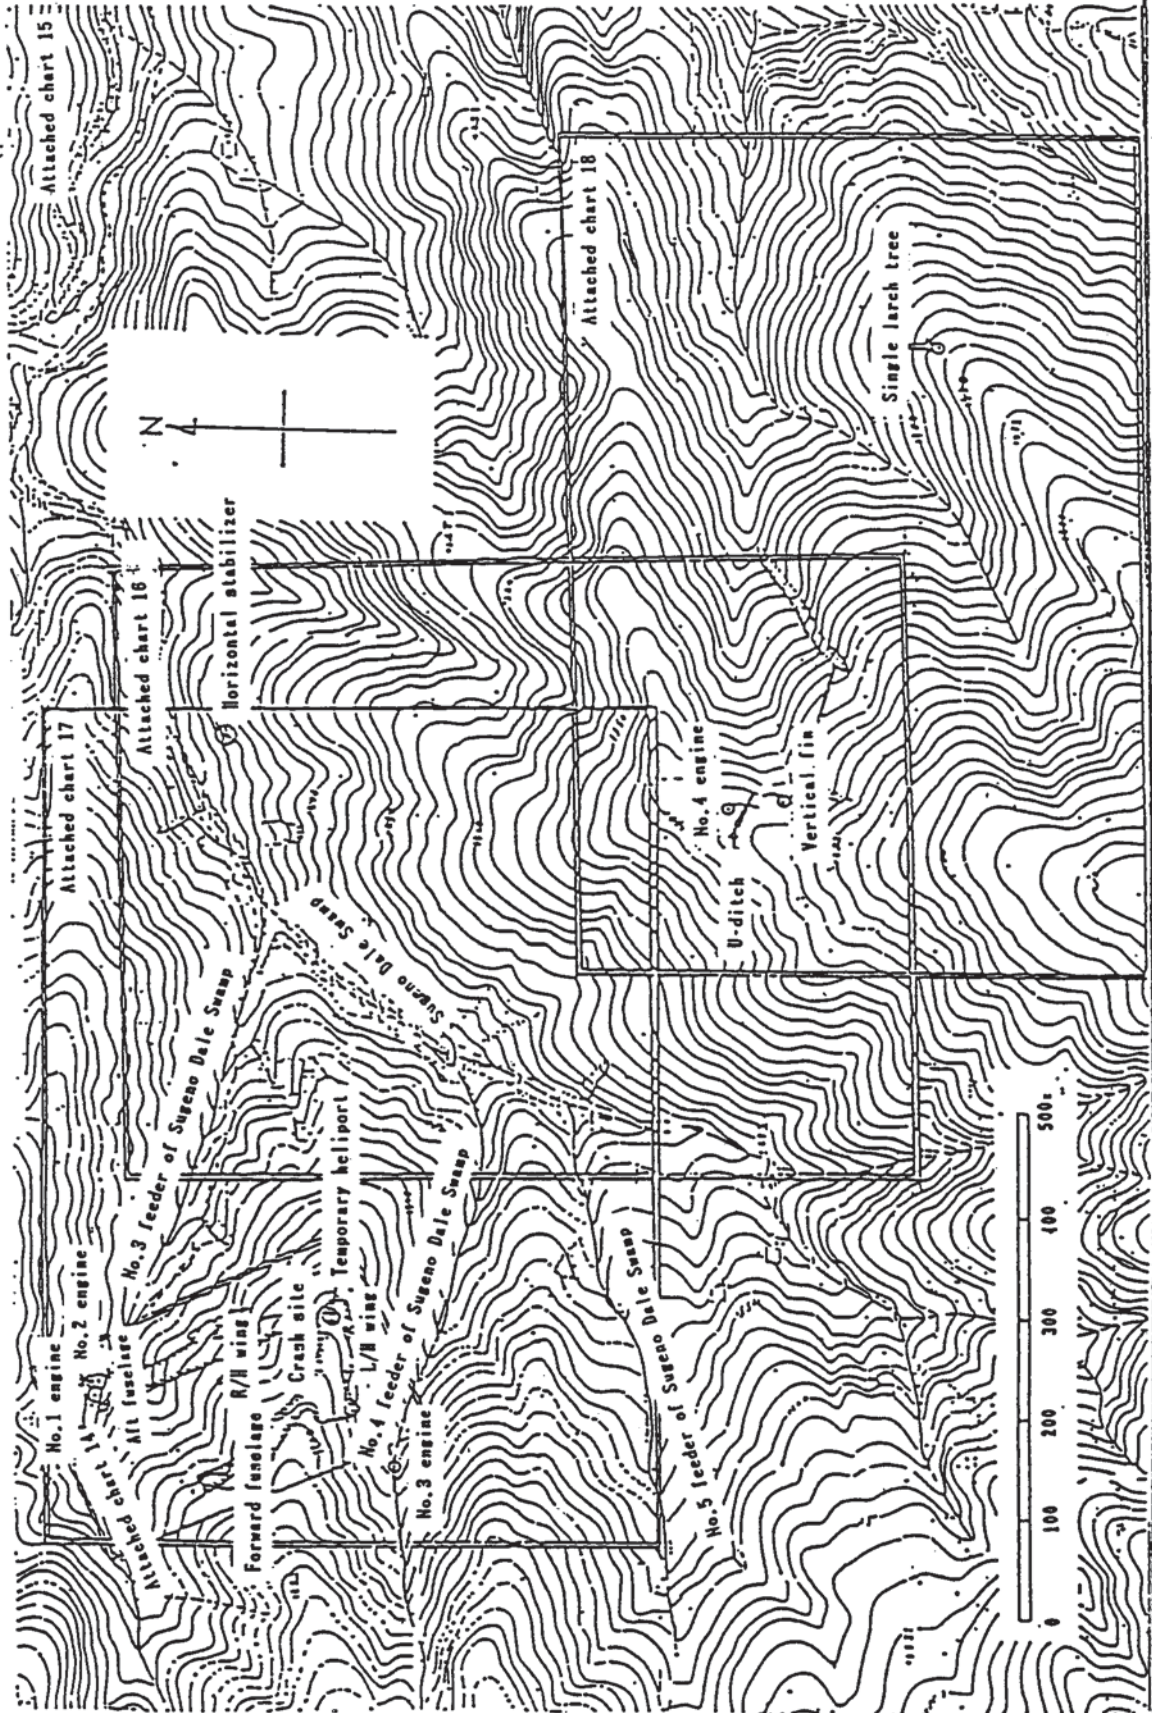 Attached chart 15
N
Attached chart 16
Horizontal stabilizer
Attached chart 17
No.1 engine
No.2 engine
Attached chart 14
Aft fuselage
No.3 feeder of Sugeno Dale Swamp
Sugeno Dale Swamp
Forward fuselage
R/H wing
Crash site
Temporary heliport
L/H wing
No.4 feeder of Sugeno Dale Swamp
No.3 engine
No.5 feeder of Sugeno Dale Swamp
Attached chart 18
No.4 engine
U-ditch
Vertical fin
Single larch tree
0 100 200 300 400 500m